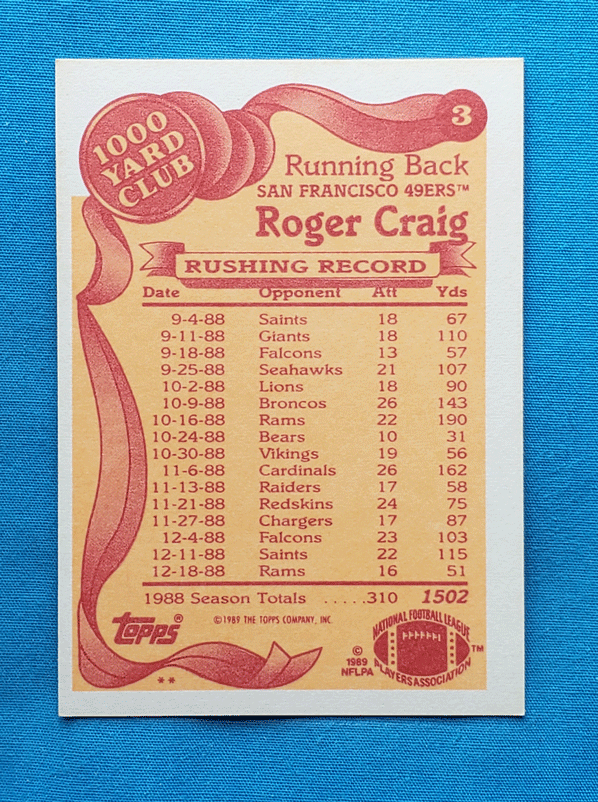 3
1000
YARD
CLUB
Running Back
SAN FRANCISCO 49ERS™
Roger Craig
RUSHING RECORD
Date Opponent Att Yds
9-4-88 Saints 18 67
9-11-88 Giants 18 110
9-18-88 Falcons 13 57
9-25-88 Seahawks 21 107
10-2-88 Lions 18 90
10-9-88 Broncos 26 143
10-16-88 Rams 22 190
10-24-88 Bears 10 31
10-30-88 Vikings 19 56
11-6-88 Cardinals 26 162
11-13-88 Raiders 17 58
11-21-88 Redskins 24 75
11-27-88 Chargers 17 87
12-4-88 Falcons 23 103
12-11-88 Saints 22 115
12-18-88 Rams 16 51
1988 Season Totals .....310 1502
TOPPS® ©1989 THE TOPPS COMPANY, INC.
**
© 1989 NFLPA
NATIONAL FOOTBALL LEAGUE
PLAYERS ASSOCIATION™